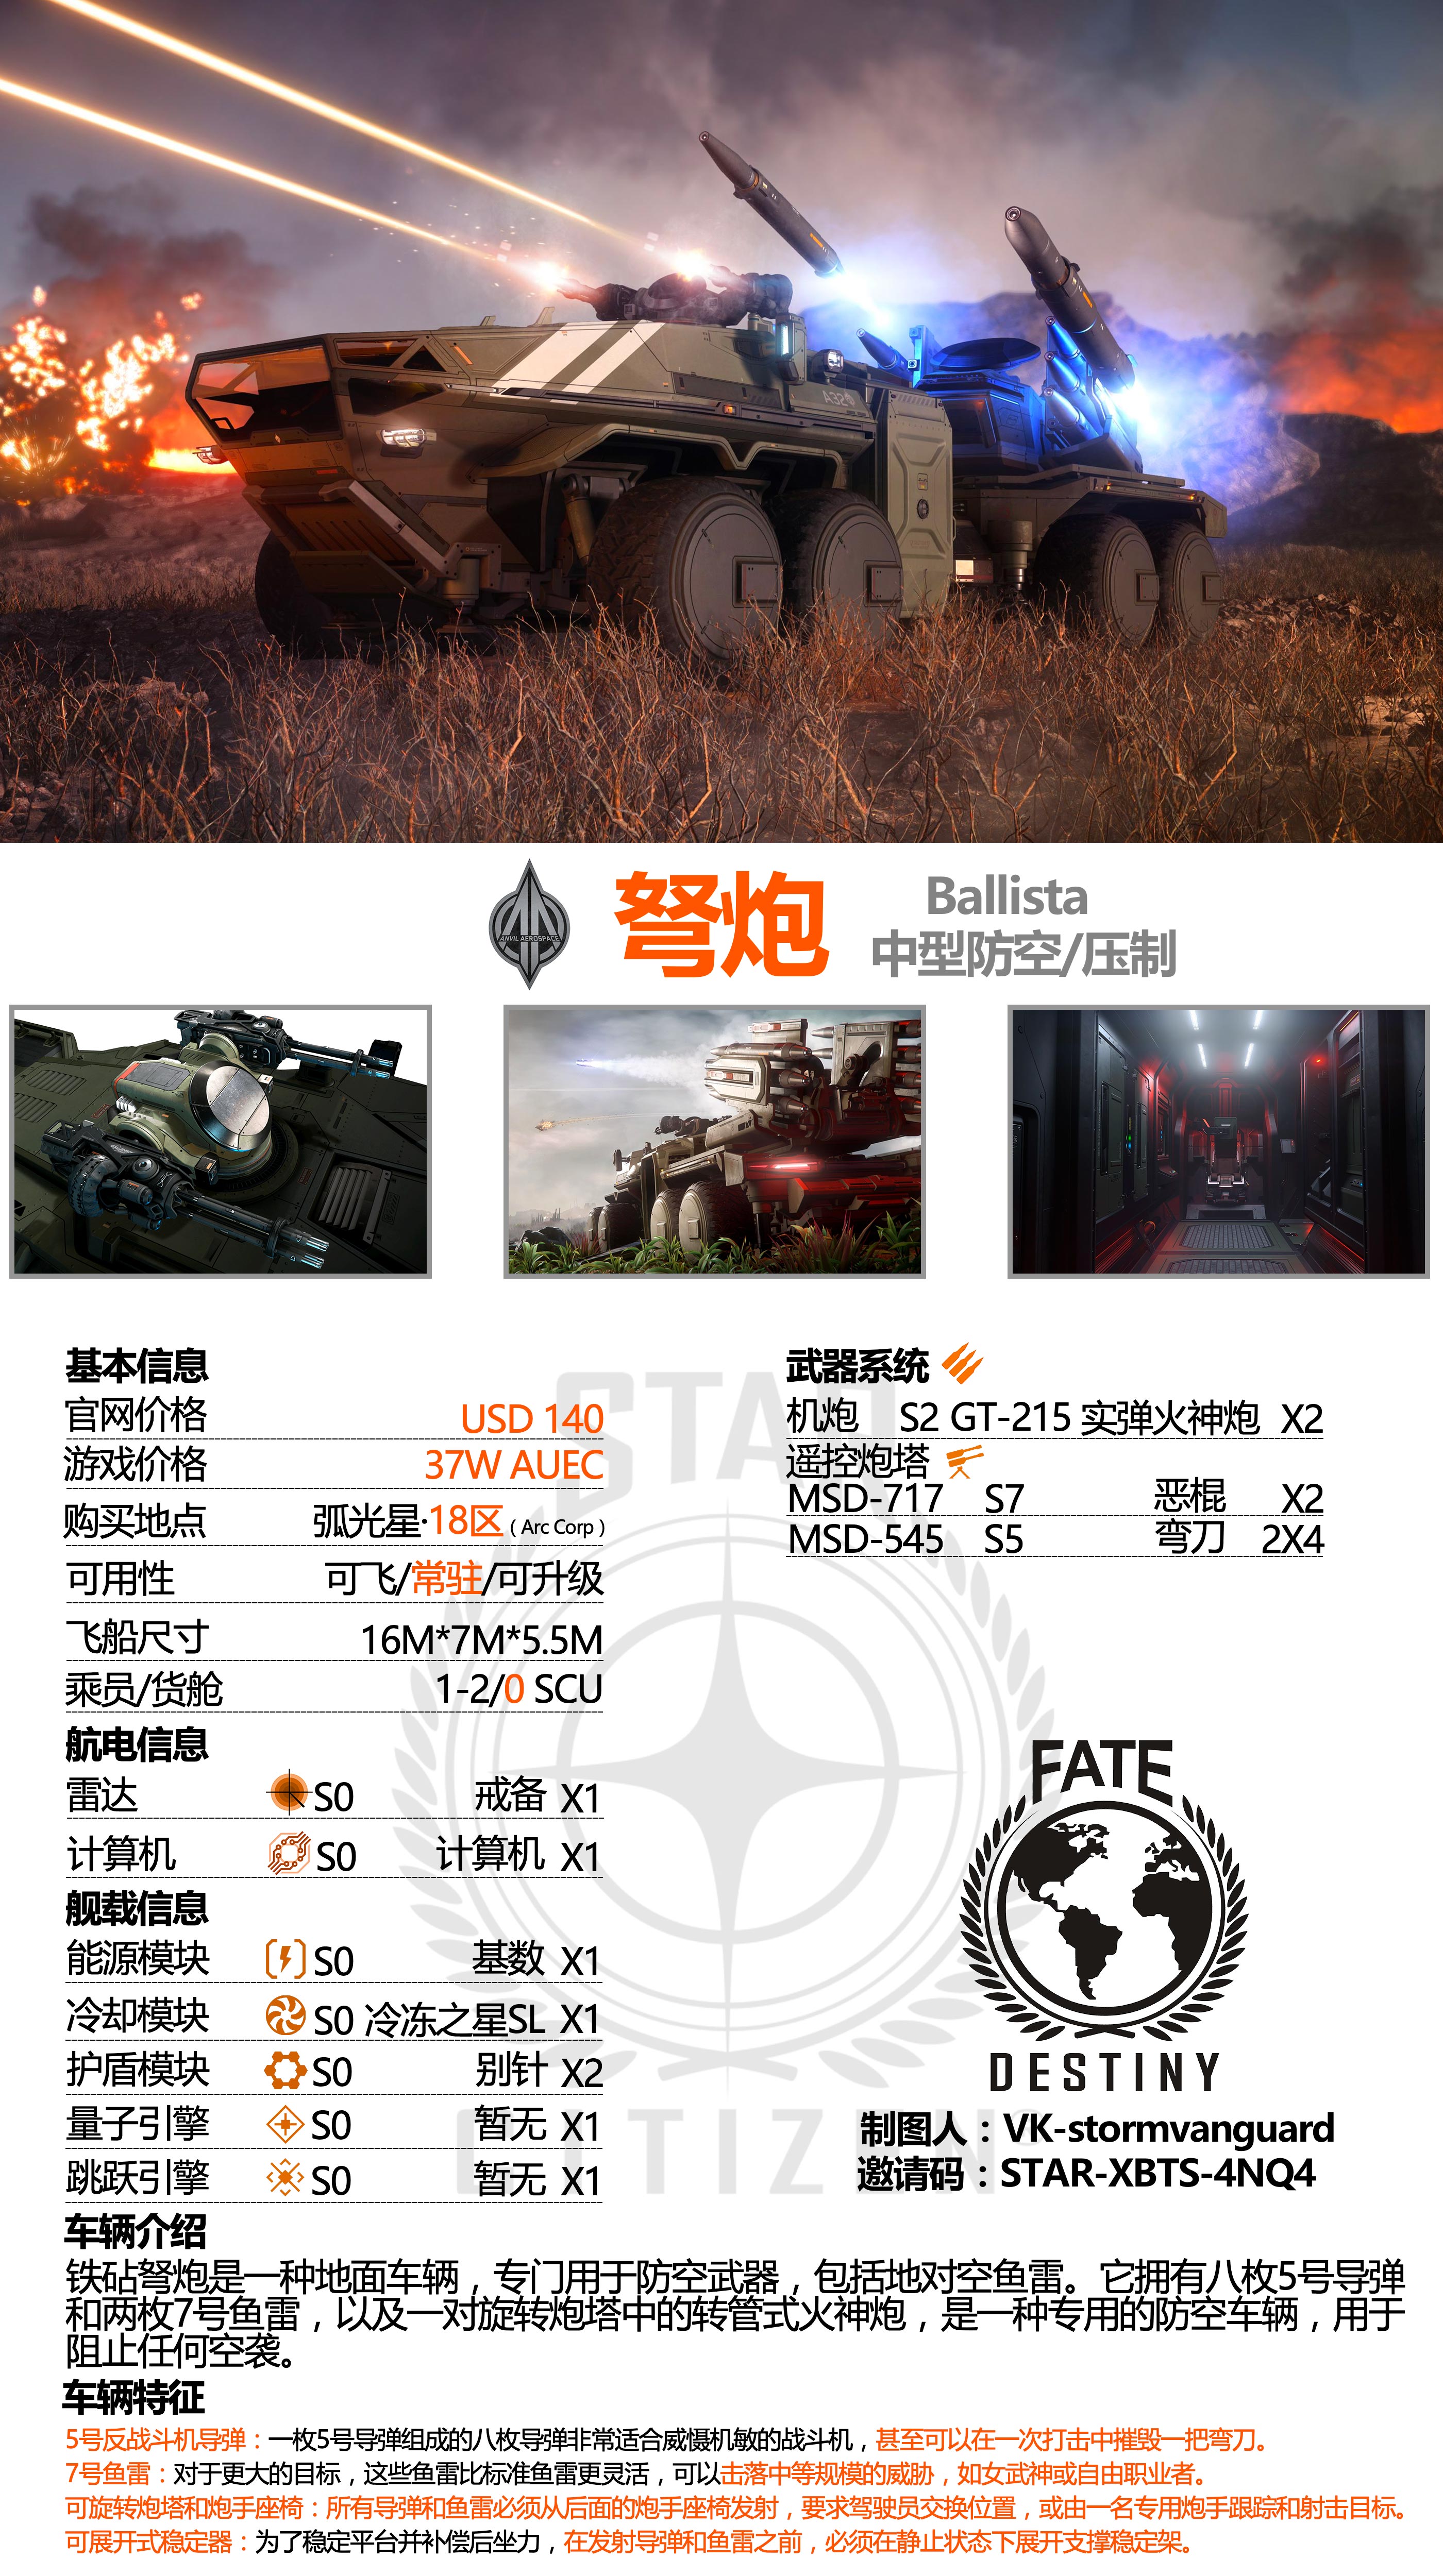 A32
ANVIL AEROSPACE
弩炮
Ballista
中型防空/压制
STAR
CITIZEN
基本信息
官网价格 USD 140
游戏价格 37W AUEC
购买地点 弧光星·18区 ( Arc Corp )
可用性 可飞/常驻/可升级
飞船尺寸 16M*7M*5.5M
乘员/货舱 1-2/0 SCU
航电信息
雷达 S0 戒备 X1
计算机 S0 计算机 X1
舰载信息
能源模块 S0 基数 X1
冷却模块 S0 冷冻之星SL X1
护盾模块 S0 别针 X2
量子引擎 S0 暂无 X1
跳跃引擎 S0 暂无 X1
武器系统
机炮 S2 GT-215 实弹火神炮 X2
遥控炮塔
MSD-717 S7 恶棍 X2
MSD-545 S5 弯刀 2X4
FATE
DESTINY
制图人：VK-stormvanguard
邀请码：STAR-XBTS-4NQ4
车辆介绍
铁砧弩炮是一种地面车辆，专门用于防空武器，包括地对空鱼雷。它拥有八枚5号导弹
和两枚7号鱼雷，以及一对旋转炮塔中的转管式火神炮，是一种专用的防空车辆，用于
阻止任何空袭。
车辆特征
5号反战斗机导弹：一枚5号导弹组成的八枚导弹非常适合威慑机敏的战斗机，甚至可以在一次打击中摧毁一把弯刀。
7号鱼雷：对于更大的目标，这些鱼雷比标准鱼雷更灵活，可以击落中等规模的威胁，如女武神或自由职业者。
可旋转炮塔和炮手座椅：所有导弹和鱼雷必须从后面的炮手座椅发射，要求驾驶员交换位置，或由一名专用炮手跟踪和射击目标。
可展开式稳定器：为了稳定平台并补偿后坐力，在发射导弹和鱼雷之前，必须在静止状态下展开支撑稳定架。